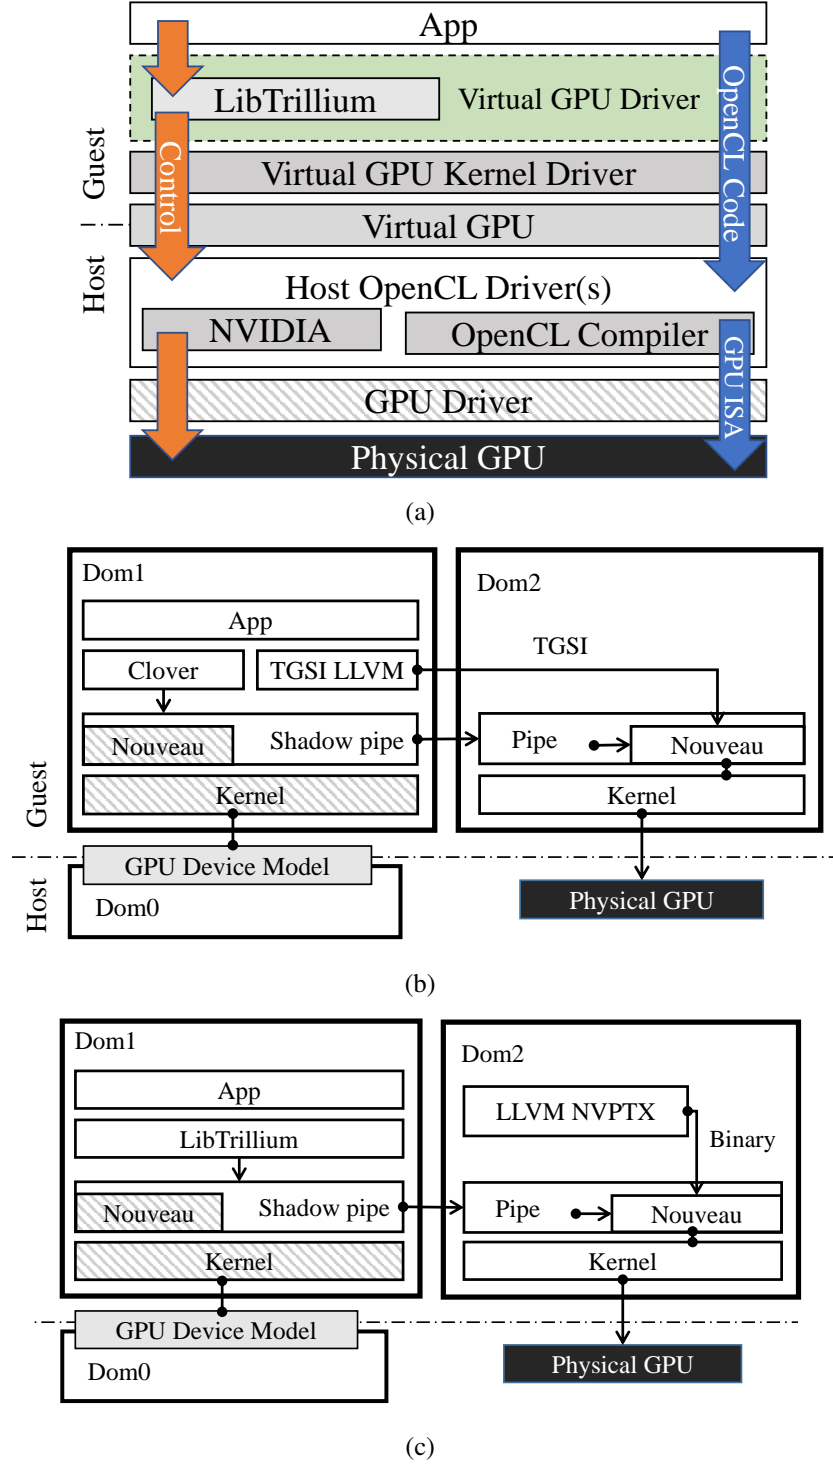 App
LibTrillium
Virtual GPU Driver
OpenCL Code
Control
Guest
Virtual GPU Kernel Driver
Virtual GPU
Host
Host OpenCL Driver(s)
NVIDIA
OpenCL Compiler
GPU ISA
GPU Driver
Physical GPU
(a)
Dom1
Dom2
App
Clover
TGSI LLVM
TGSI
Nouveau
Shadow pipe
Pipe
Nouveau
Kernel
Kernel
Guest
GPU Device Model
Host
Dom0
Physical GPU
(b)
Dom1
Dom2
App
LLVM NVPTX
LibTrillium
Binary
Nouveau
Shadow pipe
Pipe
Nouveau
Kernel
Kernel
GPU Device Model
Dom0
Physical GPU
(c)